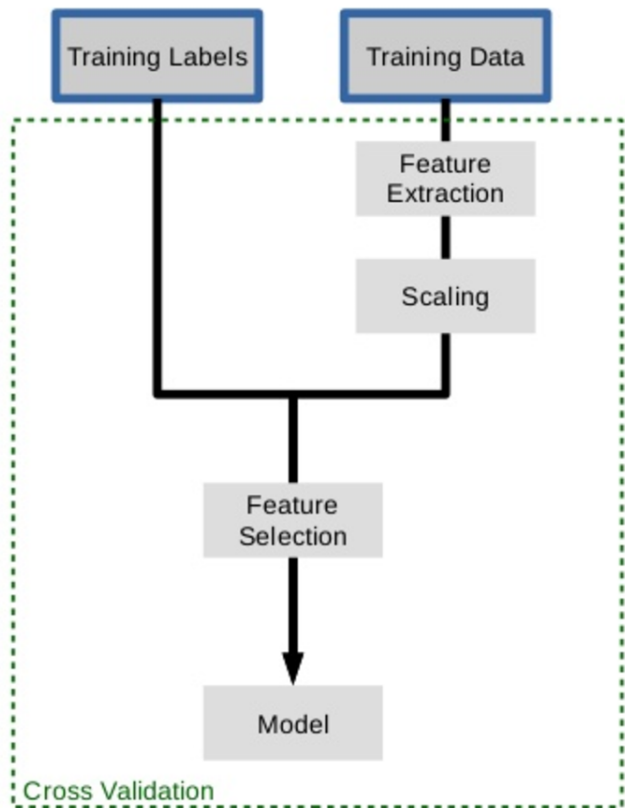 Training Labels
Training Data
Feature
Extraction
Scaling
Feature
Selection
Model
Cross Validation